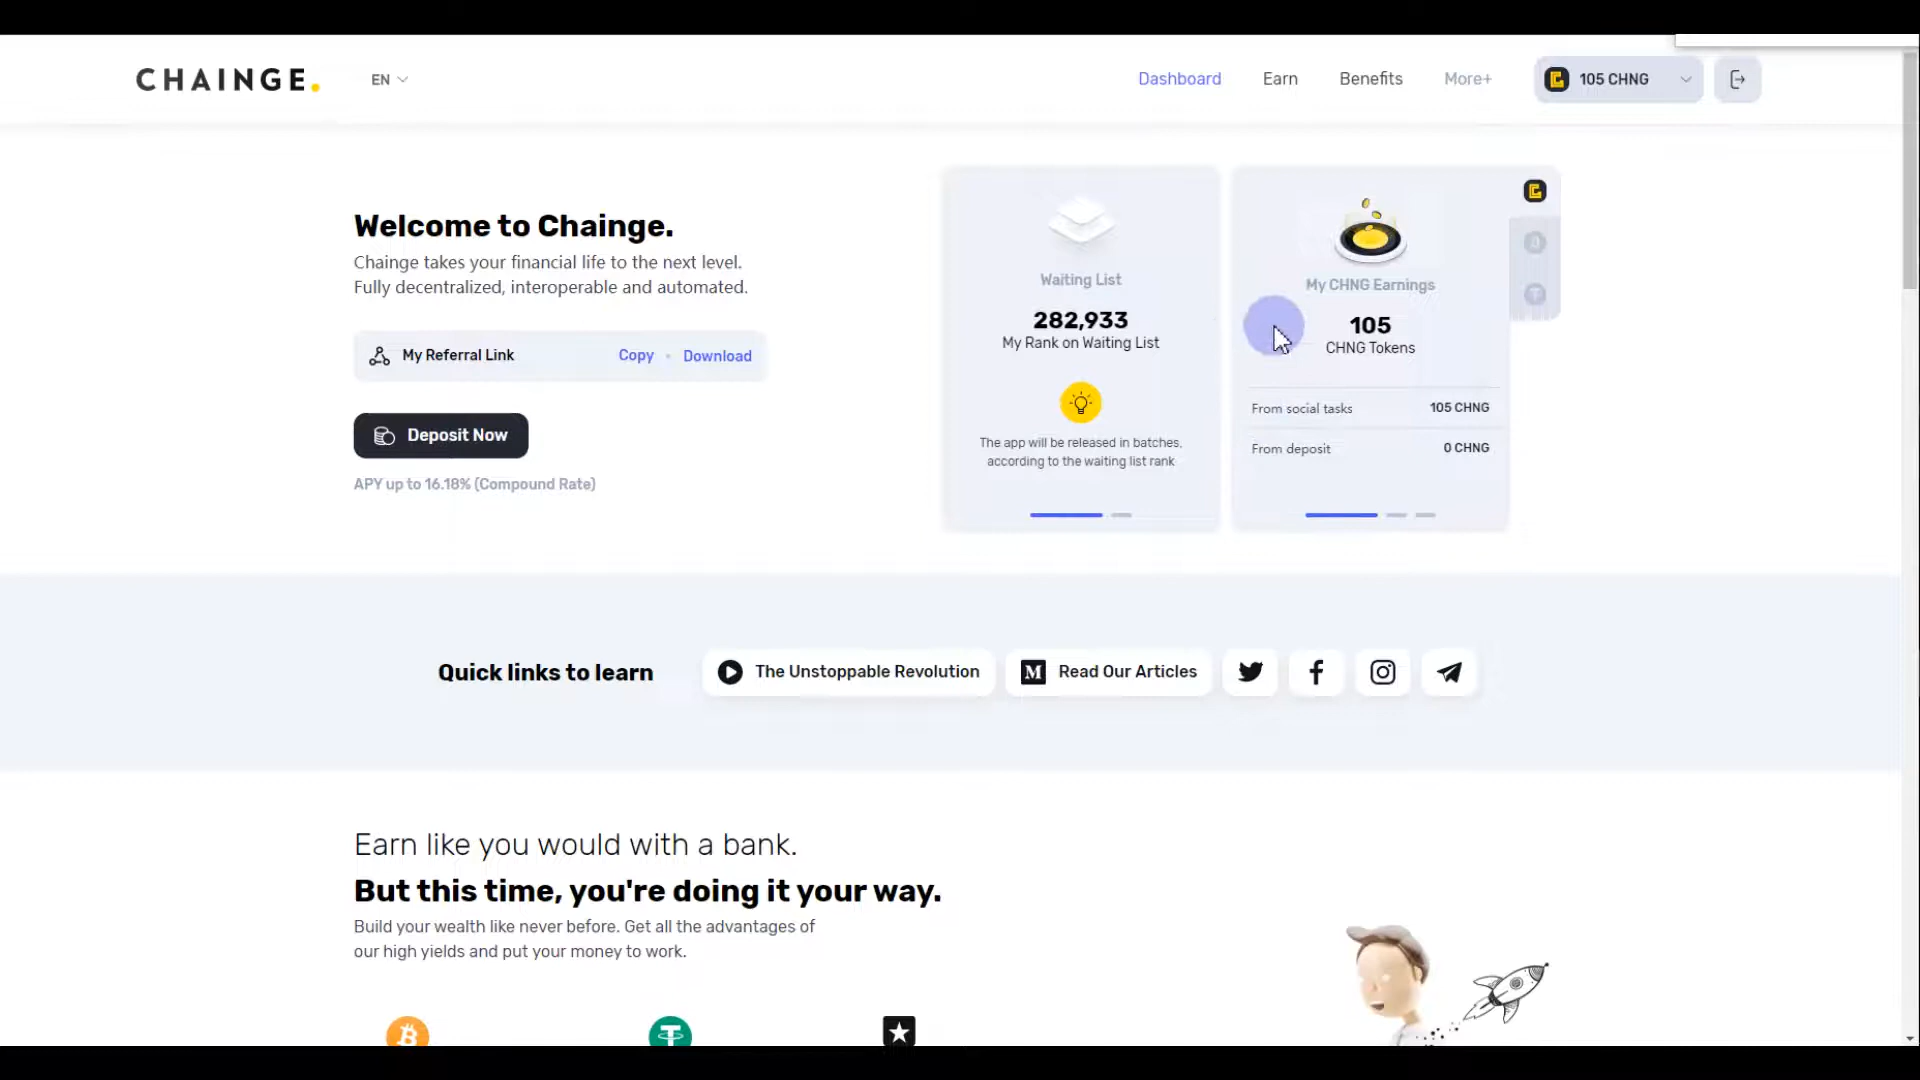 CHAINGE.
EN
Dashboard
Earn
Benefits
More+
105 CHNG
Welcome to Chainge.
Chainge takes your financial life to the next level.
Fully decentralized, interoperable and automated.
My Referral Link
Copy
Download
Deposit Now
APY up to 16.18% (Compound Rate)
Waiting List
282,933
My Rank on Waiting List
The app will be released in batches,
according to the waiting list rank
My CHNG Earnings
105
CHNG Tokens
From social tasks
105 CHNG
From deposit
0 CHNG
Quick links to learn
The Unstoppable Revolution
M
Read Our Articles
Earn like you would with a bank.
But this time, you're doing it your way.
Build your wealth like never before. Get all the advantages of
our high yields and put your money to work.